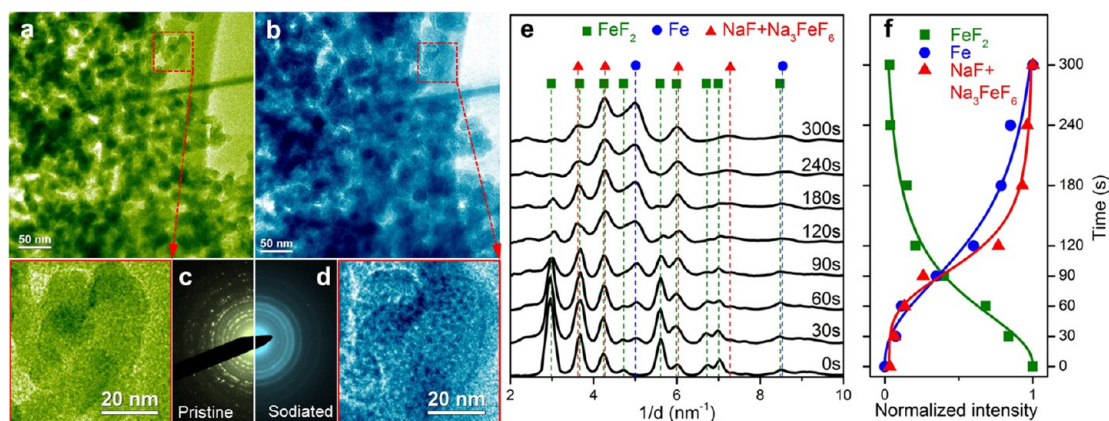 a
50 nm
b
50 nm
20 nm
c
Pristine
d
Sodiated
20 nm
e
FeF₂ Fe NaF+Na₃FeF₆
300s
240s
180s
120s
90s
60s
30s
0s
2 4 6 8 10
1/d (nm⁻¹)
f
FeF₂
Fe
NaF+
Na₃FeF₆
300
240
180
120
90
60
30
0
Time (s)
0 1
Normalized intensity